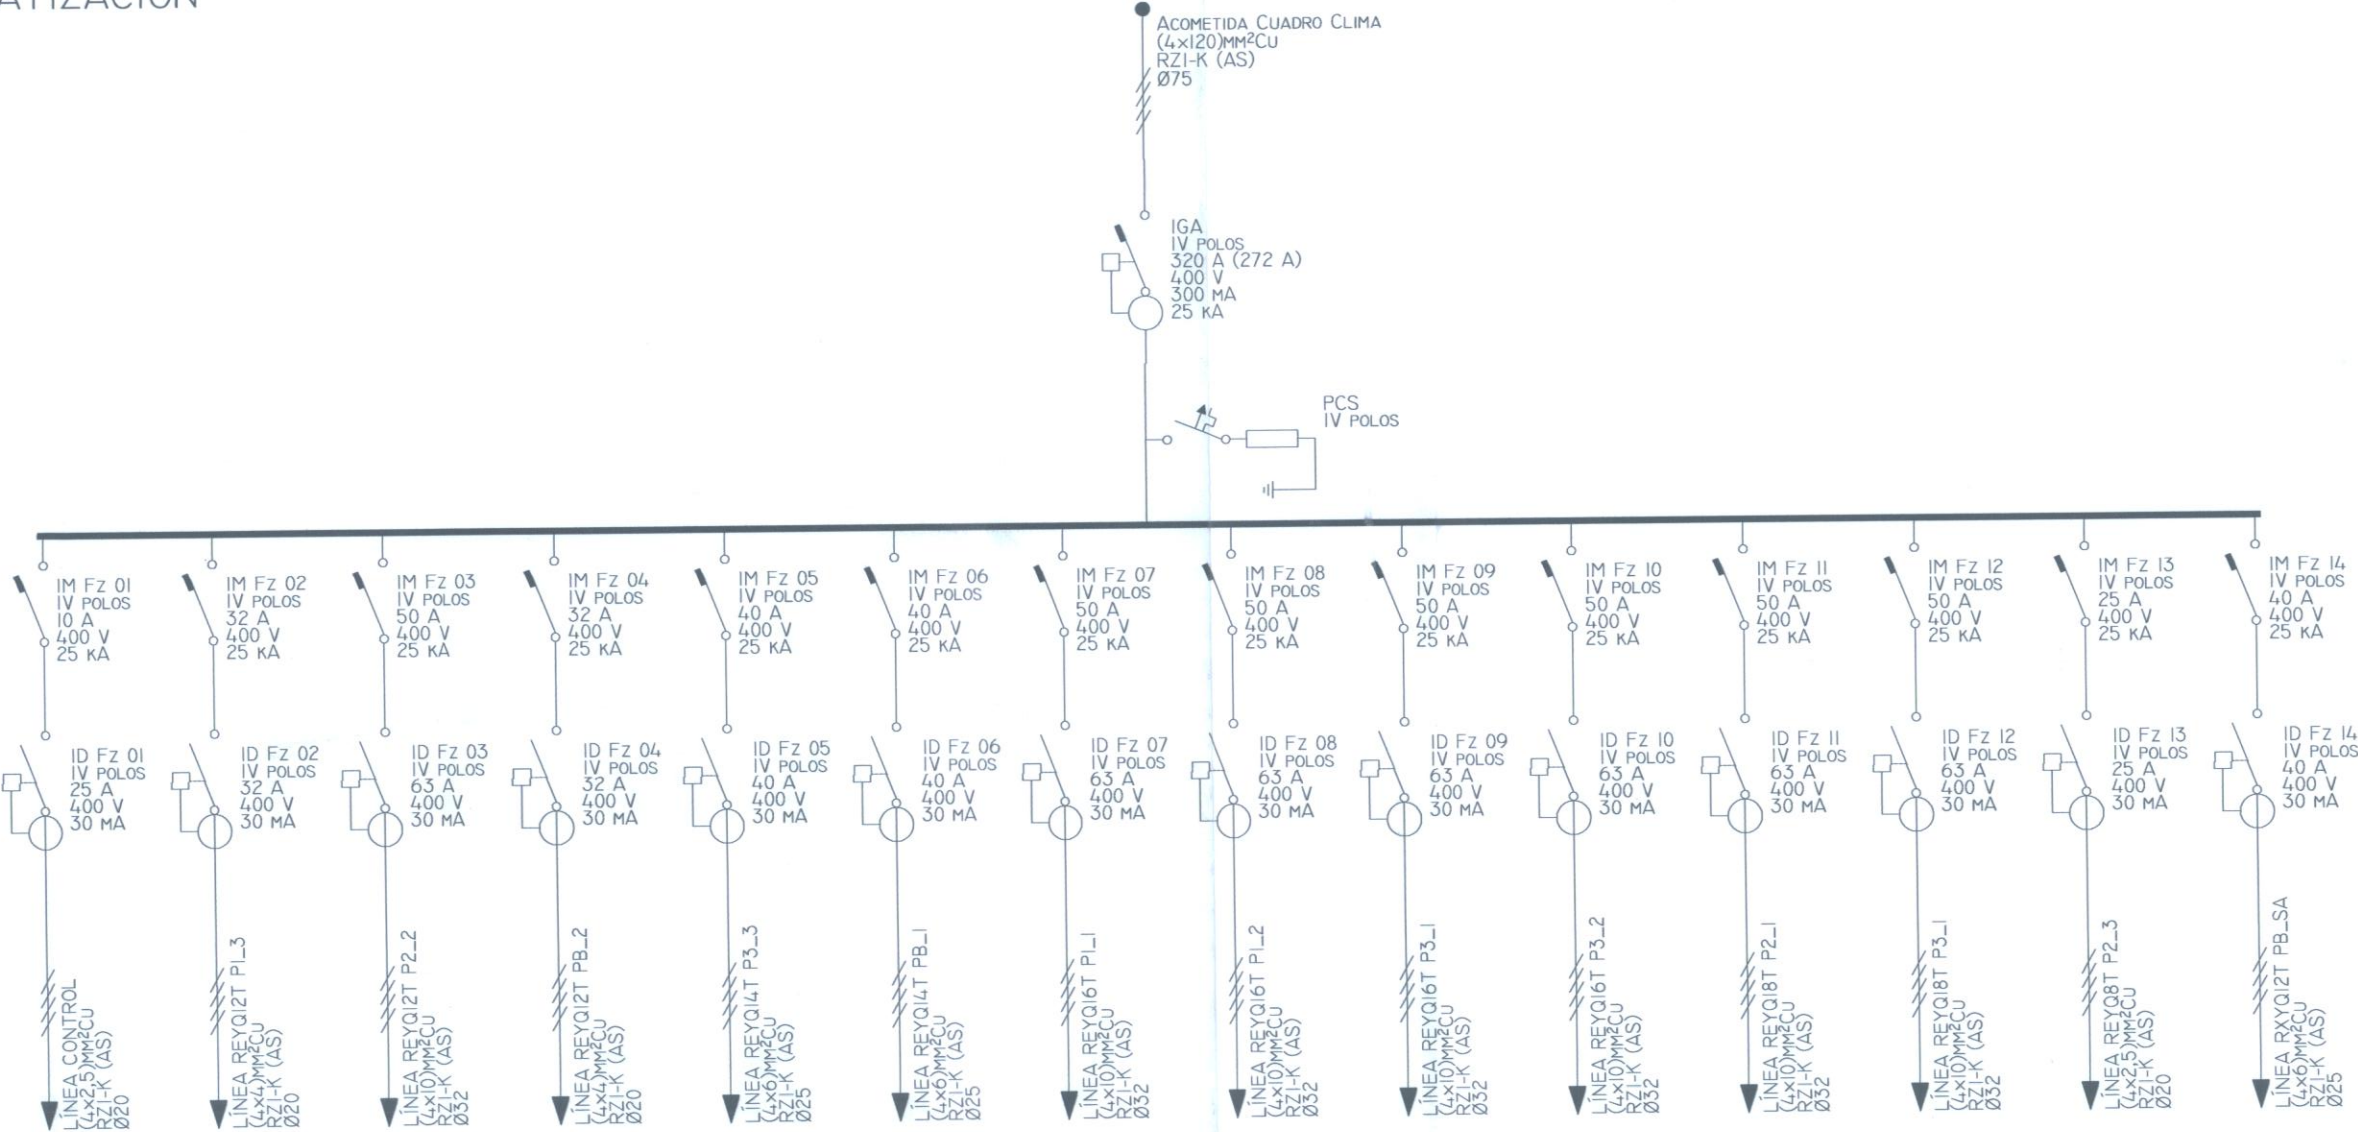 ACOMETIDA CUADRO CLIMA
(4x120)MM²CU
RZ1-K (AS)
Ø75
IGA
IV POLOS
320 A (272 A)
400 V
300 MA
25 KA
PCS
IV POLOS
IM FZ 01
IV POLOS
10 A
400 V
25 KA
IM FZ 02
IV POLOS
32 A
400 V
25 KA
IM FZ 03
IV POLOS
50 A
400 V
25 KA
IM FZ 04
IV POLOS
32 A
400 V
25 KA
IM FZ 05
IV POLOS
40 A
400 V
25 KA
IM FZ 06
IV POLOS
40 A
400 V
25 KA
IM FZ 07
IV POLOS
50 A
400 V
25 KA
IM FZ 08
IV POLOS
50 A
400 V
25 KA
IM FZ 09
IV POLOS
50 A
400 V
25 KA
IM FZ 10
IV POLOS
50 A
400 V
25 KA
IM FZ 11
IV POLOS
50 A
400 V
25 KA
IM FZ 12
IV POLOS
50 A
400 V
25 KA
IM FZ 13
IV POLOS
25 A
400 V
25 KA
IM FZ 14
IV POLOS
40 A
400 V
25 KA
ID FZ 01
IV POLOS
25 A
400 V
30 MA
ID FZ 02
IV POLOS
32 A
400 V
30 MA
ID FZ 03
IV POLOS
63 A
400 V
30 MA
ID FZ 04
IV POLOS
32 A
400 V
30 MA
ID FZ 05
IV POLOS
40 A
400 V
30 MA
ID FZ 06
IV POLOS
40 A
400 V
30 MA
ID FZ 07
IV POLOS
63 A
400 V
30 MA
ID FZ 08
IV POLOS
63 A
400 V
30 MA
ID FZ 09
IV POLOS
63 A
400 V
30 MA
ID FZ 10
IV POLOS
63 A
400 V
30 MA
ID FZ 11
IV POLOS
63 A
400 V
30 MA
ID FZ 12
IV POLOS
63 A
400 V
30 MA
ID FZ 13
IV POLOS
25 A
400 V
30 MA
ID FZ 14
IV POLOS
40 A
400 V
30 MA
LÍNEA CONTROL
(4x2,5)MM²CU
RZ1-K (AS)
Ø20
LÍNEA REYQ12T P1_3
(4x4)MM²CU
RZ1-K (AS)
Ø20
LÍNEA REYQ12T P2_2
(4x10)MM²CU
RZ1-K (AS)
Ø32
LÍNEA REYQ12T PB_2
(4x4)MM²CU
RZ1-K (AS)
Ø20
LÍNEA REYQ14T P3_3
(4x6)MM²CU
RZ1-K (AS)
Ø25
LÍNEA REYQ14T PB_1
(4x6)MM²CU
RZ1-K (AS)
Ø25
LÍNEA REYQ16T P1_1
(4x10)MM²CU
RZ1-K (AS)
Ø32
LÍNEA REYQ16T P1_2
(4x10)MM²CU
RZ1-K (AS)
Ø32
LÍNEA REYQ16T P3_1
(4x10)MM²CU
RZ1-K (AS)
Ø32
LÍNEA REYQ16T P3_2
(4x10)MM²CU
RZ1-K (AS)
Ø32
LÍNEA REYQ18T P2_1
(4x10)MM²CU
RZ1-K (AS)
Ø32
LÍNEA REYQ18T P3_1
(4x10)MM²CU
RZ1-K (AS)
Ø32
LÍNEA REYQ8T P2_3
(4x2,5)MM²CU
RZ1-K (AS)
Ø20
LÍNEA RXYQ12T PB_SA
(4x6)MM²CU
RZ1-K (AS)
Ø25